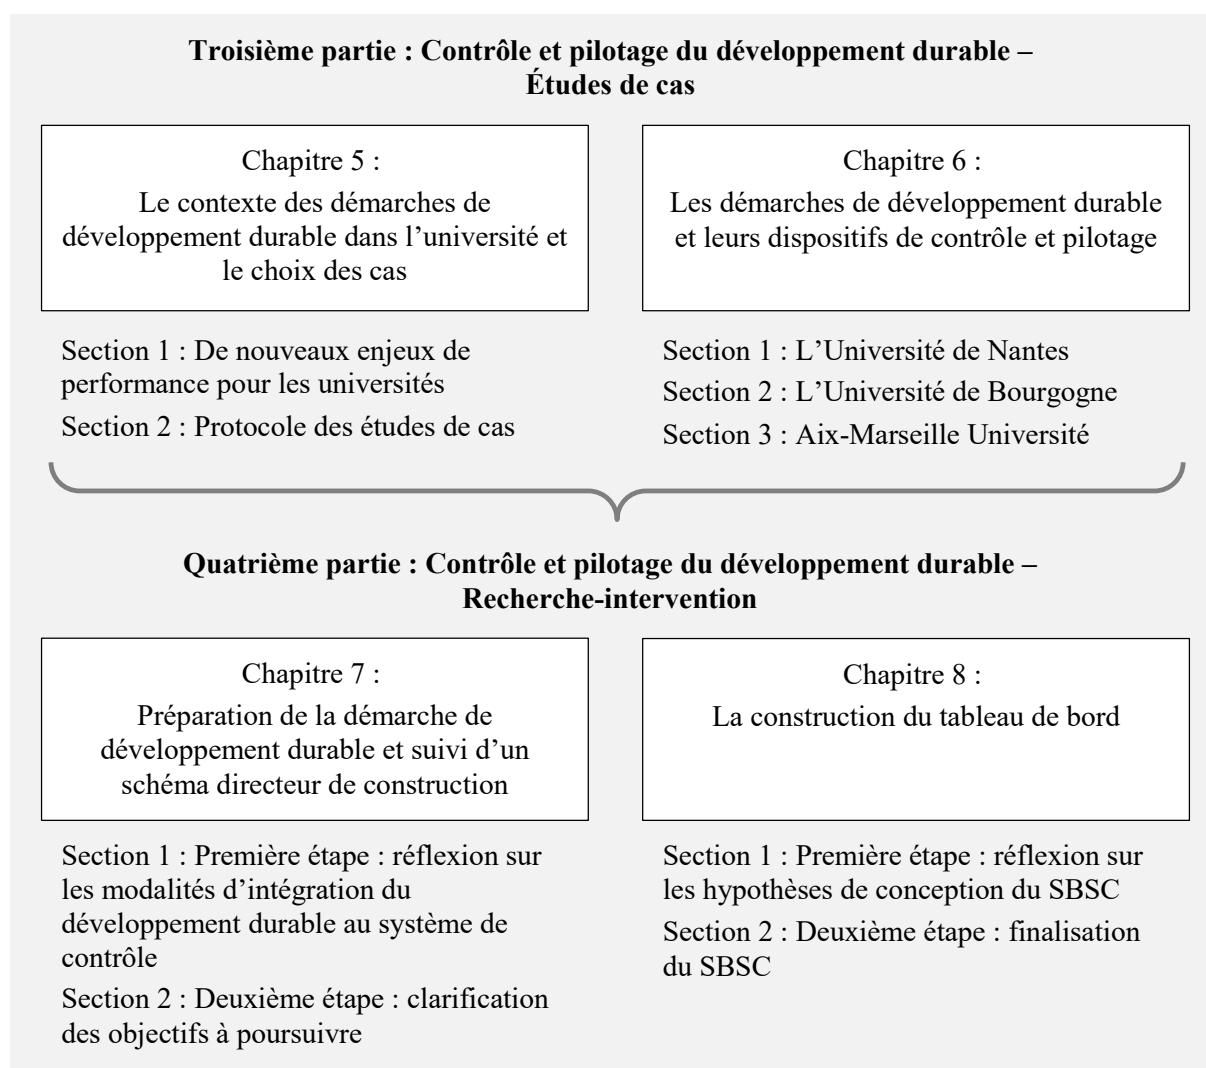 Troisième partie : Contrôle et pilotage du développement durable –
Études de cas
Chapitre 5 :
Le contexte des démarches de
développement durable dans l’université et
le choix des cas
Section 1 : De nouveaux enjeux de
performance pour les universités
Section 2 : Protocole des études de cas
Chapitre 6 :
Les démarches de développement durable
et leurs dispositifs de contrôle et pilotage
Section 1 : L’Université de Nantes
Section 2 : L’Université de Bourgogne
Section 3 : Aix-Marseille Université
Quatrième partie : Contrôle et pilotage du développement durable –
Recherche-intervention
Chapitre 7 :
Préparation de la démarche de
développement durable et suivi d’un
schéma directeur de construction
Section 1 : Première étape : réflexion sur
les modalités d’intégration du
développement durable au système de
contrôle
Section 2 : Deuxième étape : clarification
des objectifs à poursuivre
Chapitre 8 :
La construction du tableau de bord
Section 1 : Première étape : réflexion sur
les hypothèses de conception du SBSC
Section 2 : Deuxième étape : finalisation
du SBSC